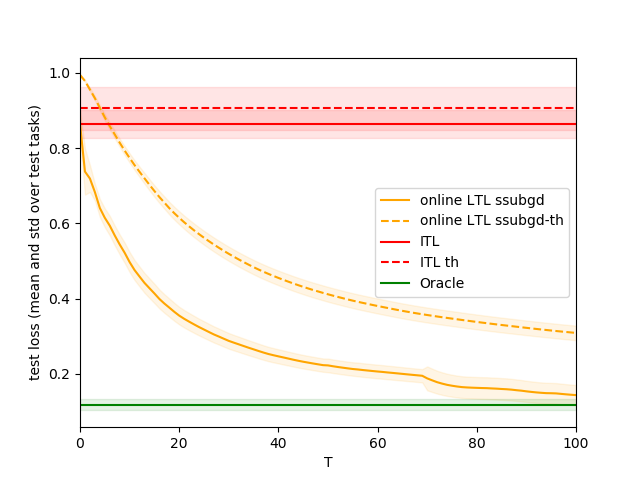 1.0
0.8
0.6
0.4
0.2
0
20
40
60
80
100
T
test loss (mean and std over test tasks)
online LTL ssubgd
online LTL ssubgd-th
ITL
ITL th
Oracle